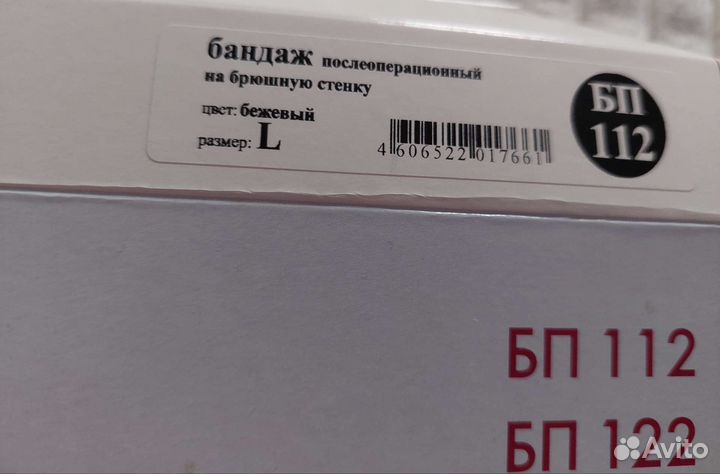 бандаж послеоперационный
на брюшную стенку
цвет: бежевый
размер: L
4 606522 017661
БП
112
БП 112
БП 122
Avito